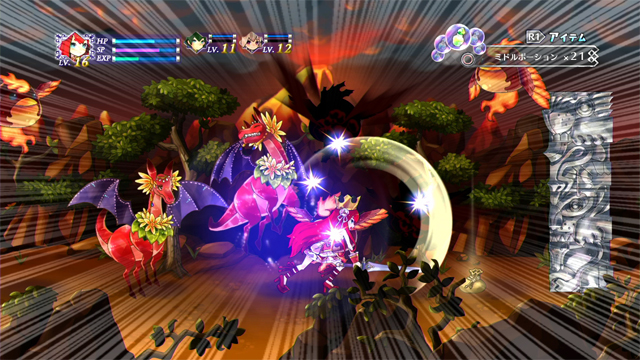 HP
SP
EXP
LV. 16
LV. 11
LV. 12
R1 アイテム
ミドルポーション ×21